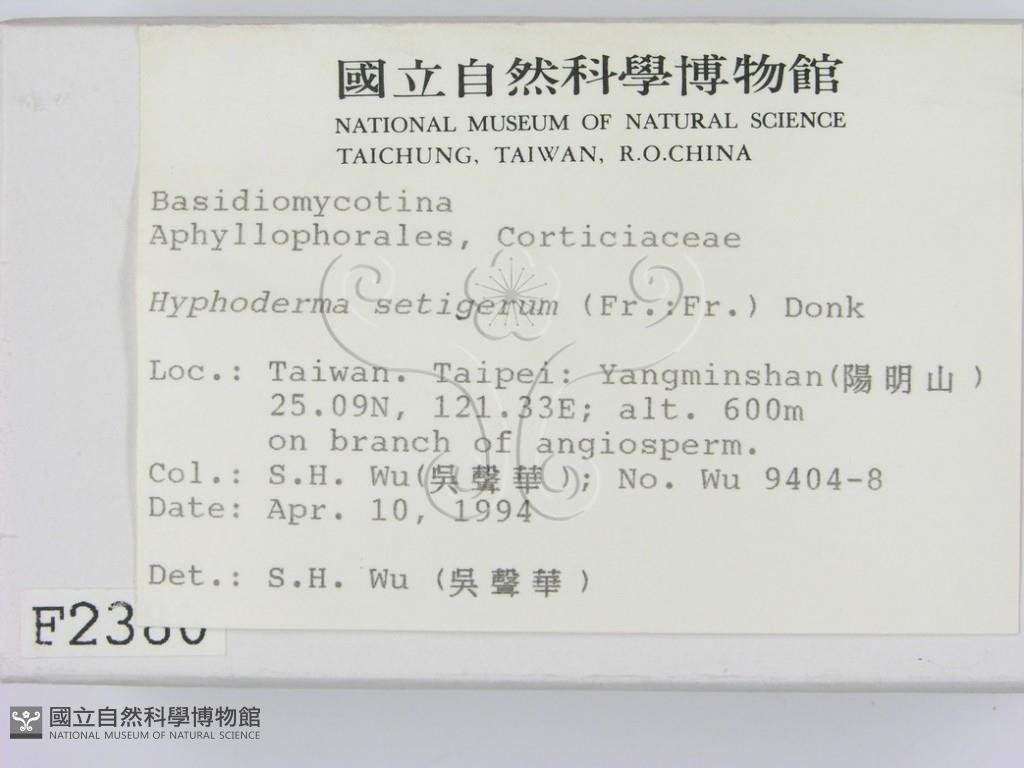 國立自然科學博物館
NATIONAL MUSEUM OF NATURAL SCIENCE
TAICHUNG, TAIWAN, R.O.CHINA
Basidiomycotina
Aphyllophorales, Corticiaceae
Hyphoderma setigerum (Fr.:Fr.) Donk
Loc.: Taiwan. Taipei: Yangminshan(陽明山)
25.09N, 121.33E; alt. 600m
on branch of angiosperm.
Col.: S.H. Wu(吳聲華); No. Wu 9404-8
Date: Apr. 10, 1994
Det.: S.H. Wu (吳聲華)
國立自然科學博物館
NATIONAL MUSEUM OF NATURAL SCIENCE